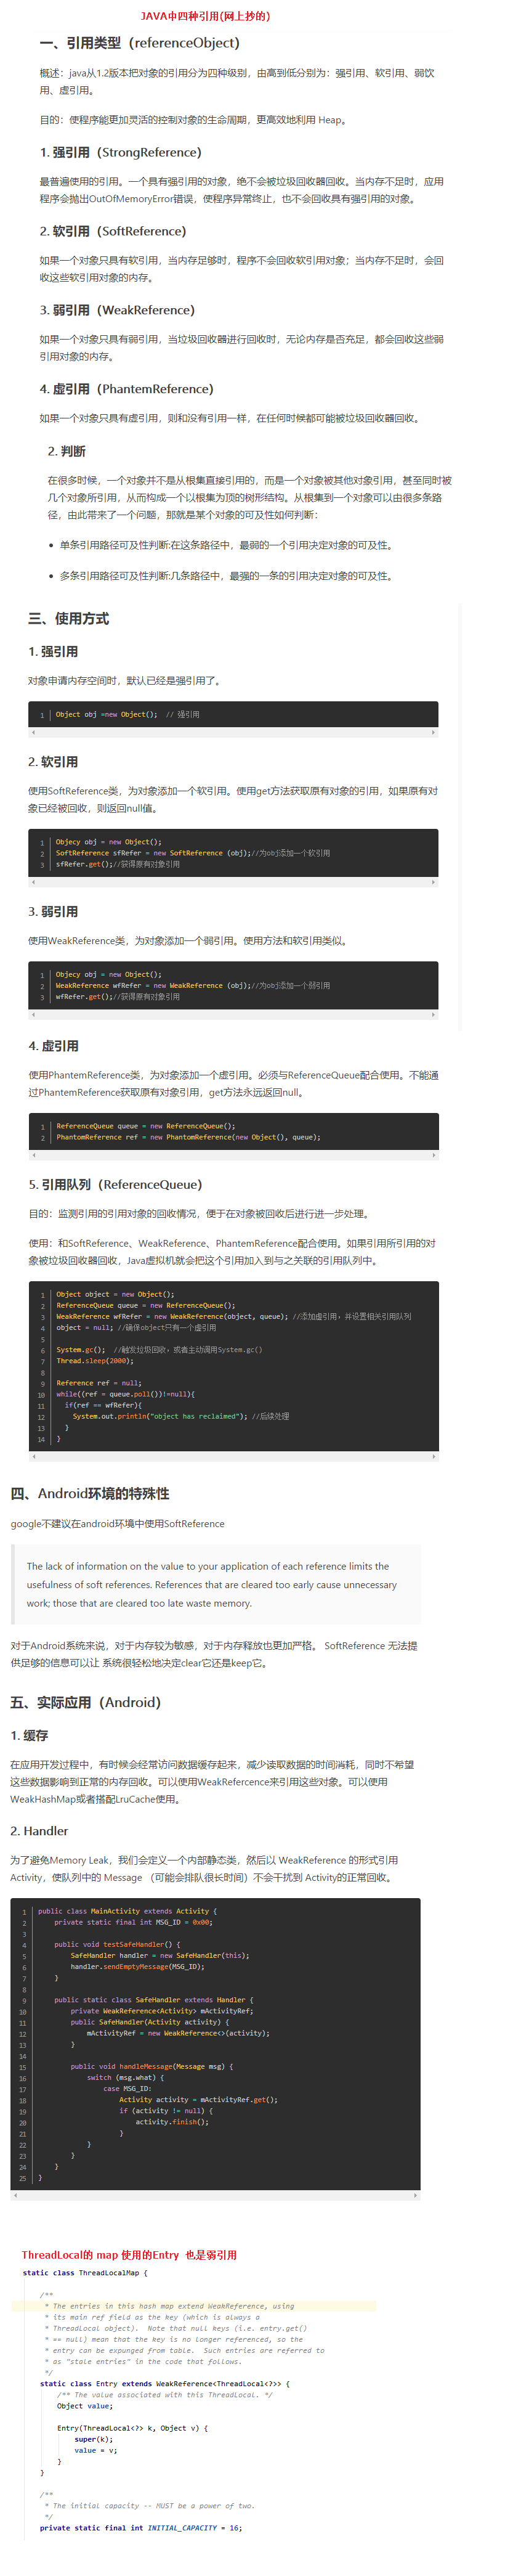 JAVA中四种引用(网上抄的)
一、引用类型（referenceObject）
概述：java从1.2版本把对象的引用分为四种级别，由高到低分别为：强引用、软引用、弱饮
用、虚引用。
目的：使程序能更加灵活的控制对象的生命周期，更高效地利用 Heap。
1. 强引用（StrongReference）
最普遍使用的引用。一个具有强引用的对象，绝不会被垃圾回收器回收。当内存不足时，应用
程序会抛出OutOfMemoryError错误，使程序异常终止，也不会回收具有强引用的对象。
2. 软引用（SoftReference）
如果一个对象只具有软引用，当内存足够时，程序不会回收软引用对象；当内存不足时，会回
收这些软引用对象的内存。
3. 弱引用（WeakReference）
如果一个对象只具有弱引用，当垃圾回收器进行回收时，无论内存是否充足，都会回收这些弱
引用对象的内存。
4. 虚引用（PhantemReference）
如果一个对象只具有虚引用，则和没有引用一样，在任何时候都可能被垃圾回收器回收。
2. 判断
在很多时候，一个对象并不是从根集直接引用的，而是一个对象被其他对象引用，甚至同时被
几个对象所引用，从而构成一个以根集为顶的树形结构。从根集到一个对象可以由很多条路
径，由此带来了一个问题，那就是某个对象的可及性如何判断：
• 单条引用路径可及性判断:在这条路径中，最弱的一个引用决定对象的可及性。
• 多条引用路径可及性判断:几条路径中，最强的一条的引用决定对象的可及性。
三、使用方式
1. 强引用
对象申请内存空间时，默认已经是强引用了。
1 Object obj =new Object();  // 强引用
2. 软引用
使用SoftReference类，为对象添加一个软引用。使用get方法获取原有对象的引用，如果原有对
象已经被回收，则返回null值。
1 Objecy obj = new Object();
2 SoftReference sfRefer = new SoftReference (obj);//为obj添加一个软引用
3 sfRefer.get();//获得原有对象引用
3. 弱引用
使用WeakReference类，为对象添加一个弱引用。使用方法和软引用类似。
1 Objecy obj = new Object();
2 WeakReference wfRefer = new WeakReference (obj);//为obj添加一个弱引用
3 wfRefer.get();//获得原有对象引用
4. 虚引用
使用PhantemReference类，为对象添加一个虚引用。必须与ReferenceQueue配合使用。不能通
过PhantemReference获取原有对象引用，get方法永远返回null。
1 ReferenceQueue queue = new ReferenceQueue();
2 PhantomReference ref = new PhantomReference(new Object(), queue);
5. 引用队列（ReferenceQueue）
目的：监测引用的引用对象的回收情况，便于在对象被回收后进行进一步处理。
使用：和SoftReference、WeakReference、PhantemReference配合使用。如果引用所引用的对
象被垃圾回收器回收，Java虚拟机就会把这个引用加入到与之关联的引用队列中。
1 Object object = new Object();
2 ReferenceQueue queue = new ReferenceQueue();
3 WeakReference wfRefer = new WeakReference(object, queue); //添加虚引用，并设置相关引用队列
4 object = null; //确保object只有一个虚引用
5
6 System.gc();  //触发垃圾回收，或者主动调用System.gc()
7 Thread.sleep(2000);
8
9 Reference ref = null;
10 while((ref = queue.poll())!=null){
11 if(ref == wfRefer){
12 System.out.println("object has reclaimed"); //后续处理
13 }
14 }
四、Android环境的特殊性
google不建议在android环境中使用SoftReference
The lack of information on the value to your application of each reference limits the
usefulness of soft references. References that are cleared too early cause unnecessary
work; those that are cleared too late waste memory.
对于Android系统来说，对于内存较为敏感，对于内存释放也更加严格。 SoftReference 无法提
供足够的信息可以让 系统很轻松地决定clear它还是keep它。
五、实际应用（Android）
1. 缓存
在应用开发过程中，有时候会经常访问数据缓存起来，减少读取数据的时间消耗，同时不希望
这些数据影响到正常的内存回收。可以使用WeakRefercence来引用这些对象。可以使用
WeakHashMap或者搭配LruCache使用。
2. Handler
为了避免Memory Leak，我们会定义一个内部静态类，然后以 WeakReference 的形式引用
Activity，使队列中的 Message （可能会排队很长时间）不会干扰到 Activity的正常回收。
1 public class MainActivity extends Activity {
2 private static final int MSG_ID = 0x00;
3
4 public void testSafeHandler() {
5 SafeHandler handler = new SafeHandler(this);
6 handler.sendEmptyMessage(MSG_ID);
7 }
8
9 public static class SafeHandler extends Handler {
10 private WeakReference<Activity> mActivityRef;
11 public SafeHandler(Activity activity) {
12 mActivityRef = new WeakReference<>(activity);
13 }
14
15 public void handleMessage(Message msg) {
16 switch (msg.what) {
17 case MSG_ID:
18 Activity activity = mActivityRef.get();
19 if (activity != null) {
20 activity.finish();
21 }
22 }
23 }
24 }
25 }
ThreadLocal的 map 使用的Entry 也是弱引用
static class ThreadLocalMap {
/**
* The entries in this hash map extend WeakReference, using
* its main ref field as the key (which is always a
* ThreadLocal object).  Note that null keys (i.e. entry.get()
* == null) mean that the key is no longer referenced, so the
* entry can be expunged from table.  Such entries are referred to
* as "stale entries" in the code that follows.
*/
static class Entry extends WeakReference<ThreadLocal<?>> {
/** The value associated with this ThreadLocal. */
Object value;
Entry(ThreadLocal<?> k, Object v) {
super(k);
value = v;
}
}
/**
* The initial capacity -- MUST be a power of two.
*/
private static final int INITIAL_CAPACITY = 16;